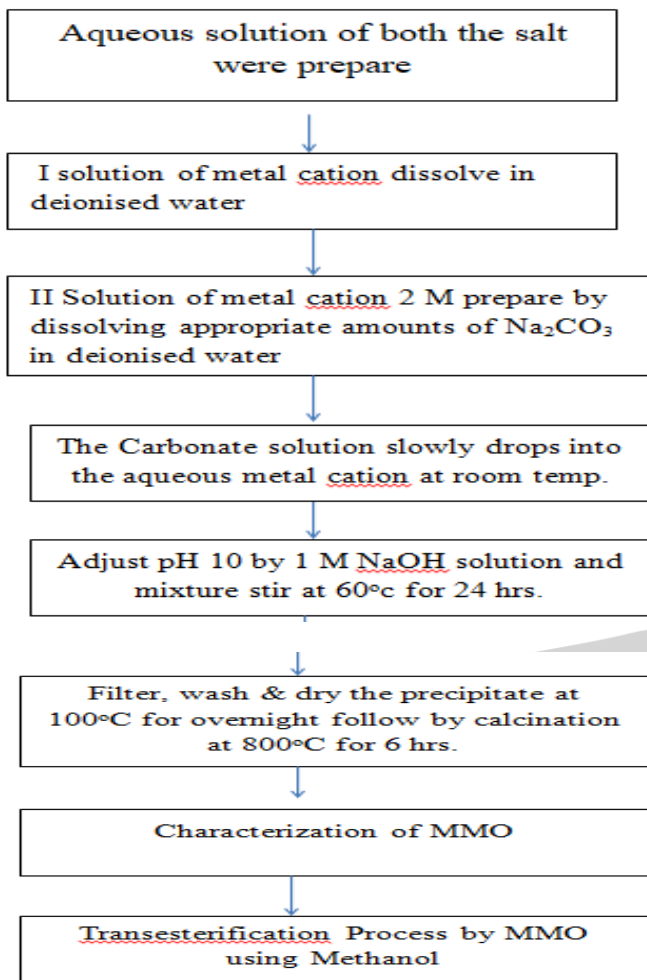 Aqueous solution of both the salt
were prepare
I solution of metal cation dissolve in
deionised water
II Solution of metal cation 2 M prepare by
dissolving appropriate amounts of Na₂CO₃
in deionised water
The Carbonate solution slowly drops into
the aqueous metal cation at room temp.
Adjust pH 10 by 1 M NaOH solution and
mixture stir at 60°c for 24 hrs.
Filter, wash & dry the precipitate at
100°C for overnight follow by calcination
at 800°C for 6 hrs.
Characterization of MMO
Transesterification Process by MMO
using Methanol